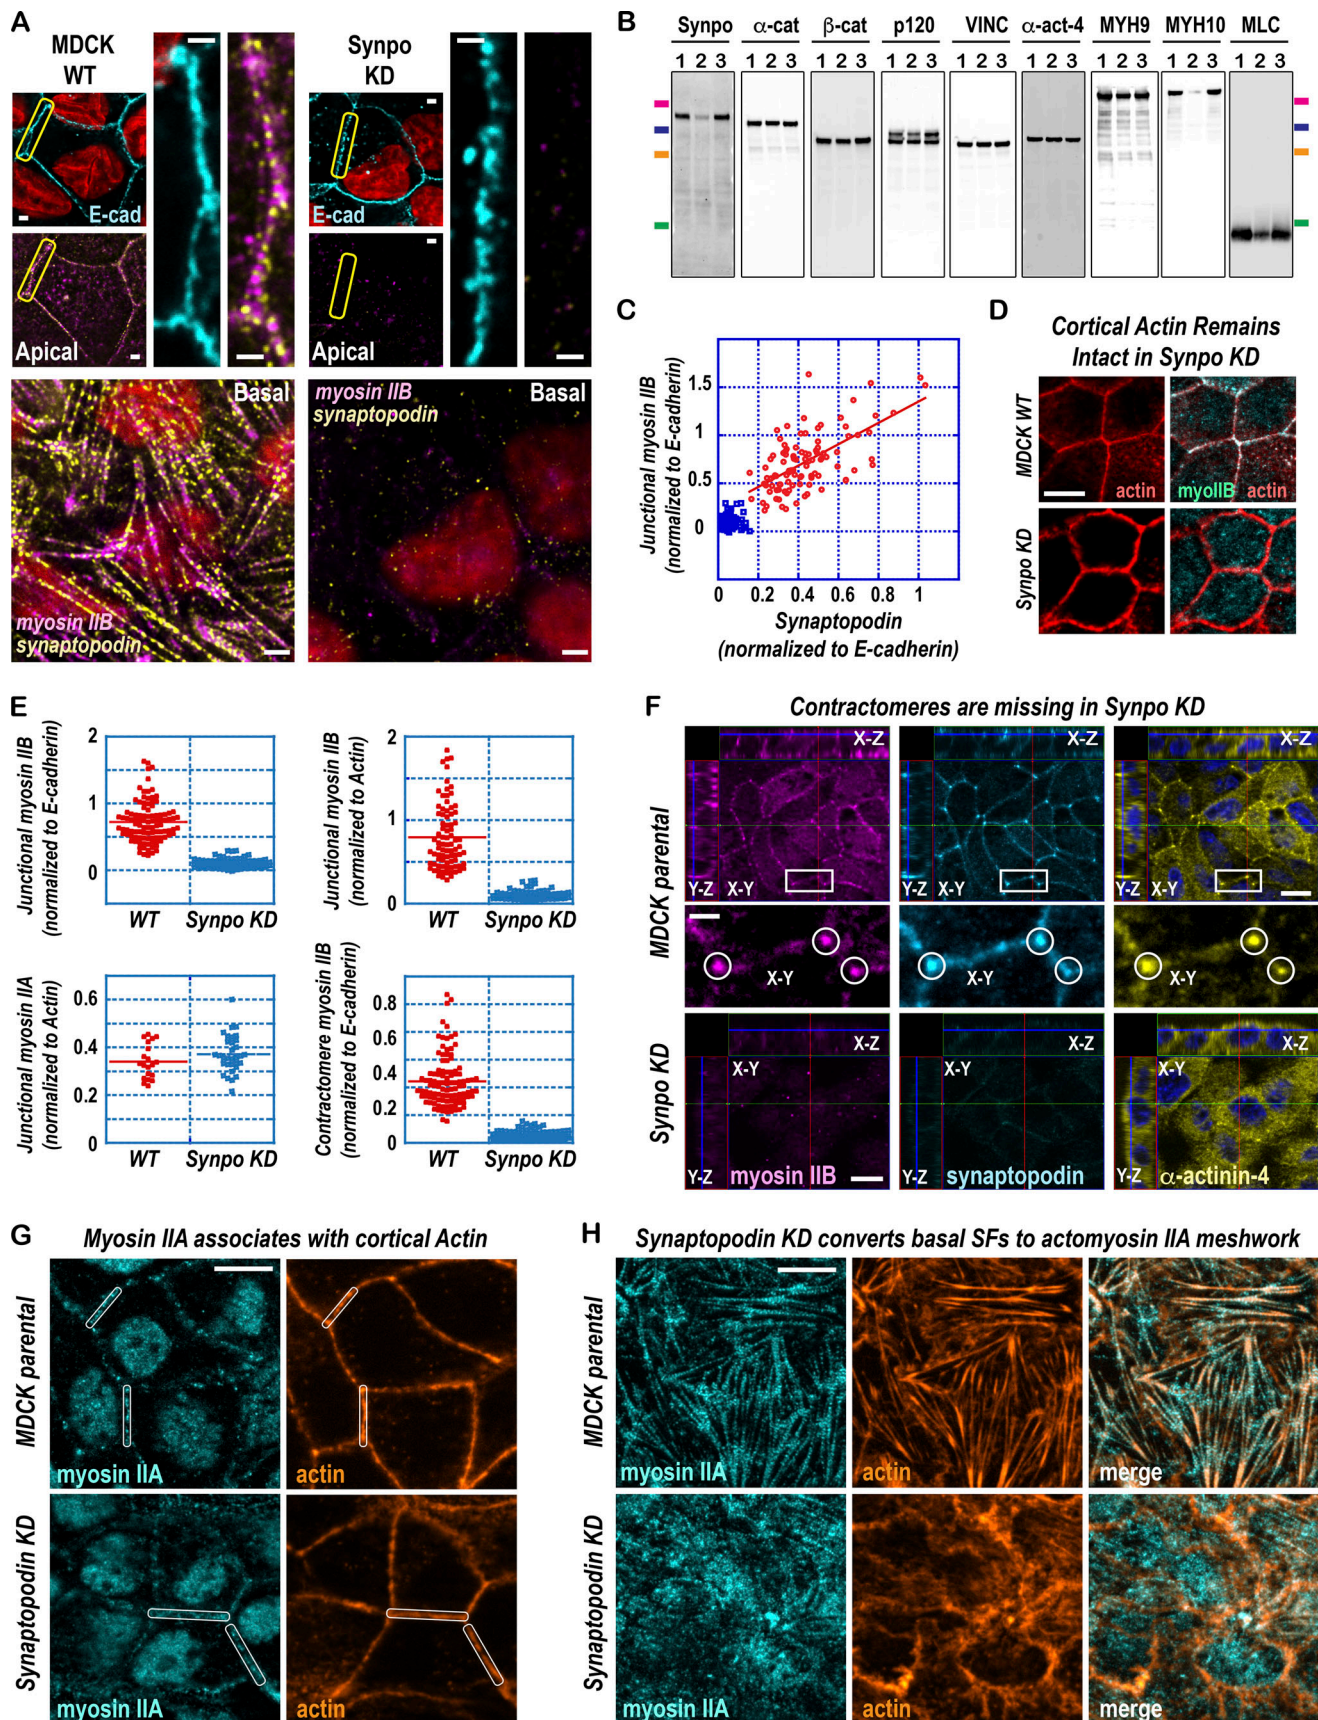 A
MDCK
WT
Synpo
KD
E-cad
E-cad
Apical
Apical
Basal
myosin IIB
synaptopodin
myosin IIB
synaptopodin
Basal
B
Synpo α-cat β-cat p120 VINC α-act-4 MYH9 MYH10 MLC
1 2 3 1 2 3 1 2 3 1 2 3 1 2 3 1 2 3 1 2 3 1 2 3 1 2 3
C
Junctional myosin IIB
(normalized to E-cadherin)
1.5
1
0.5
0
0 0.2 0.4 0.6 0.8 1
Synaptopodin
(normalized to E-cadherin)
D
Cortical Actin Remains
Intact in Synpo KD
MDCK WT
actin
myoIIB actin
Synpo KD
E
Junctional myosin IIB
(normalized to E-cadherin)
2
1
0
WT Synpo KD
Junctional myosin IIB
(normalized to Actin)
2
1
0
WT Synpo KD
Junctional myosin IIA
(normalized to Actin)
0.6
0.4
0.2
0
WT Synpo KD
Contractomere myosin IIB
(normalized to E-cadherin)
0.8
0.6
0.4
0.2
0
WT Synpo KD
F
Contractomeres are missing in Synpo KD
MDCK parental
X-Z X-Z X-Z
Y-Z X-Y Y-Z X-Y Y-Z X-Y
X-Y X-Y X-Y
Synpo KD
X-Z X-Z X-Z
X-Y X-Y X-Y
Y-Z myosin IIB Y-Z synaptopodin Y-Z α-actinin-4
G
Myosin IIA associates with cortical Actin
MDCK parental
myosin IIA
actin
Synaptopodin KD
myosin IIA
actin
H
Synaptopodin KD converts basal SFs to actomyosin IIA meshwork
MDCK parental
myosin IIA
actin
merge
Synaptopodin KD
myosin IIA
actin
merge